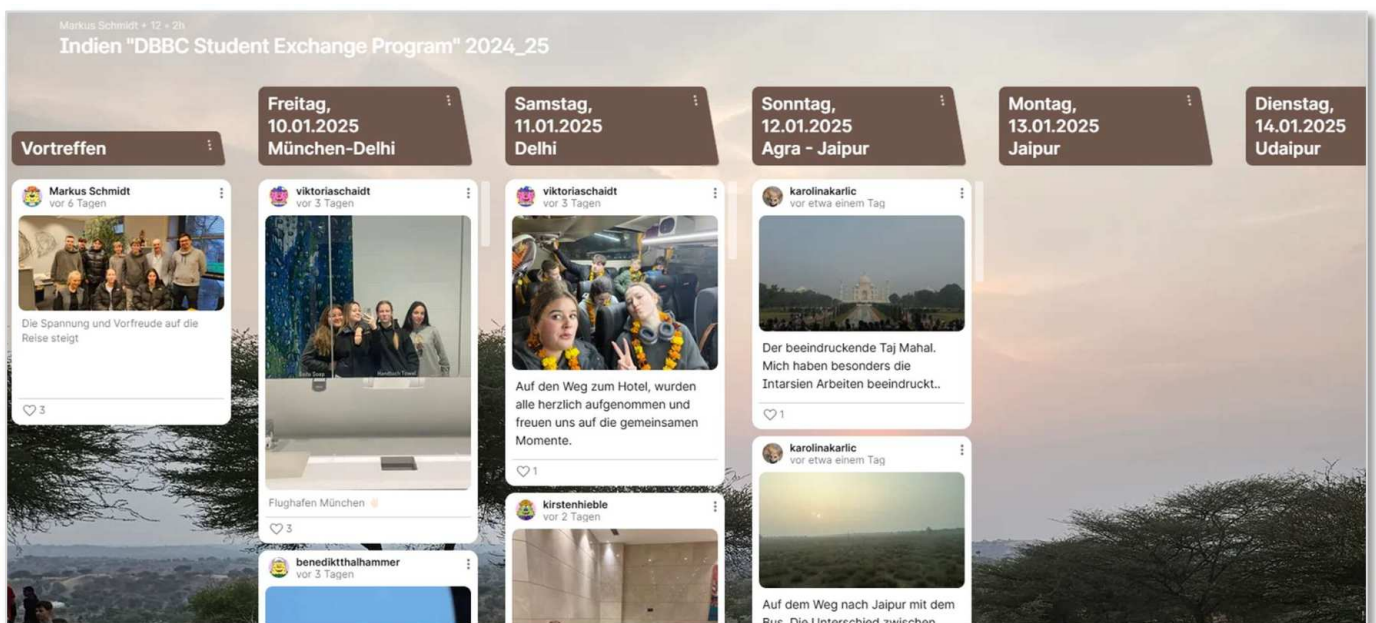 Markus Schmidt + 12 • 2h
Indien "DBBC Student Exchange Program" 2024_25
Vortreffen
Markus Schmidt
vor 6 Tagen
Die Spannung und Vorfreude auf die
Reise steigt
3
Freitag,
10.01.2025
München-Delhi
viktoriaschaidt
vor 3 Tagen
Seife Soap
Handtuch Towel
Flughafen München
3
benediktthalhammer
vor 3 Tagen
Samstag,
11.01.2025
Delhi
viktoriaschaidt
vor 3 Tagen
Auf den Weg zum Hotel, wurden
alle herzlich aufgenommen und
freuen uns auf die gemeinsamen
Momente.
1
kirstenhieble
vor 2 Tagen
Sonntag,
12.01.2025
Agra - Jaipur
karolinakarlic
vor etwa einem Tag
Der beeindruckende Taj Mahal.
Mich haben besonders die
Intarsien Arbeiten beeindruckt..
1
karolinakarlic
vor etwa einem Tag
Auf dem Weg nach Jaipur mit dem
Bus. Die Unterschied zwischen
Montag,
13.01.2025
Jaipur
Dienstag,
14.01.2025
Udaipur